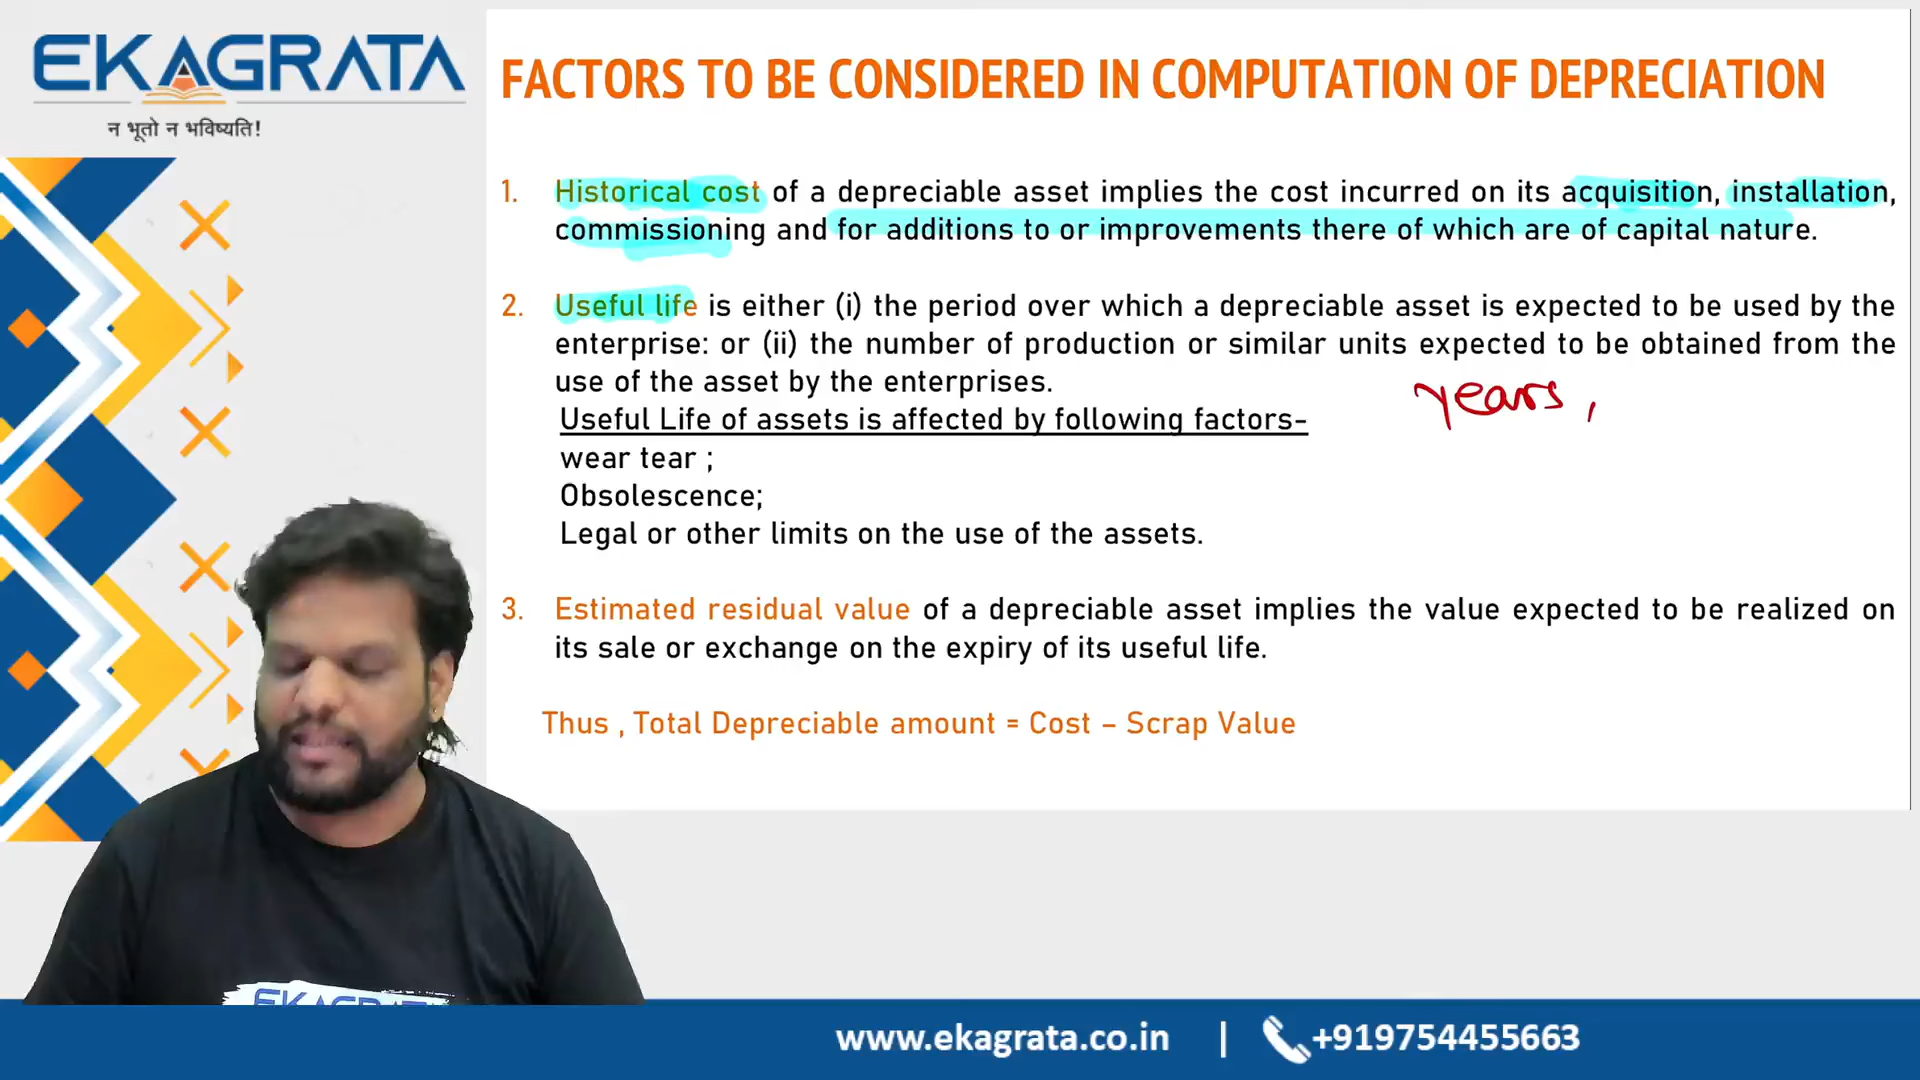 EKAGRATA
न भूतो न भविष्यति!
FACTORS TO BE CONSIDERED IN COMPUTATION OF DEPRECIATION
1. Historical cost of a depreciable asset implies the cost incurred on its acquisition, installation,
commissioning and for additions to or improvements there of which are of capital nature.
2. Useful life is either (i) the period over which a depreciable asset is expected to be used by the
enterprise: or (ii) the number of production or similar units expected to be obtained from the
use of the asset by the enterprises.
years,
Useful Life of assets is affected by following factors-
wear tear ;
Obsolescence;
Legal or other limits on the use of the assets.
3. Estimated residual value of a depreciable asset implies the value expected to be realized on
its sale or exchange on the expiry of its useful life.
Thus , Total Depreciable amount = Cost – Scrap Value
EKAGRATA
www.ekagrata.co.in | +919754455663